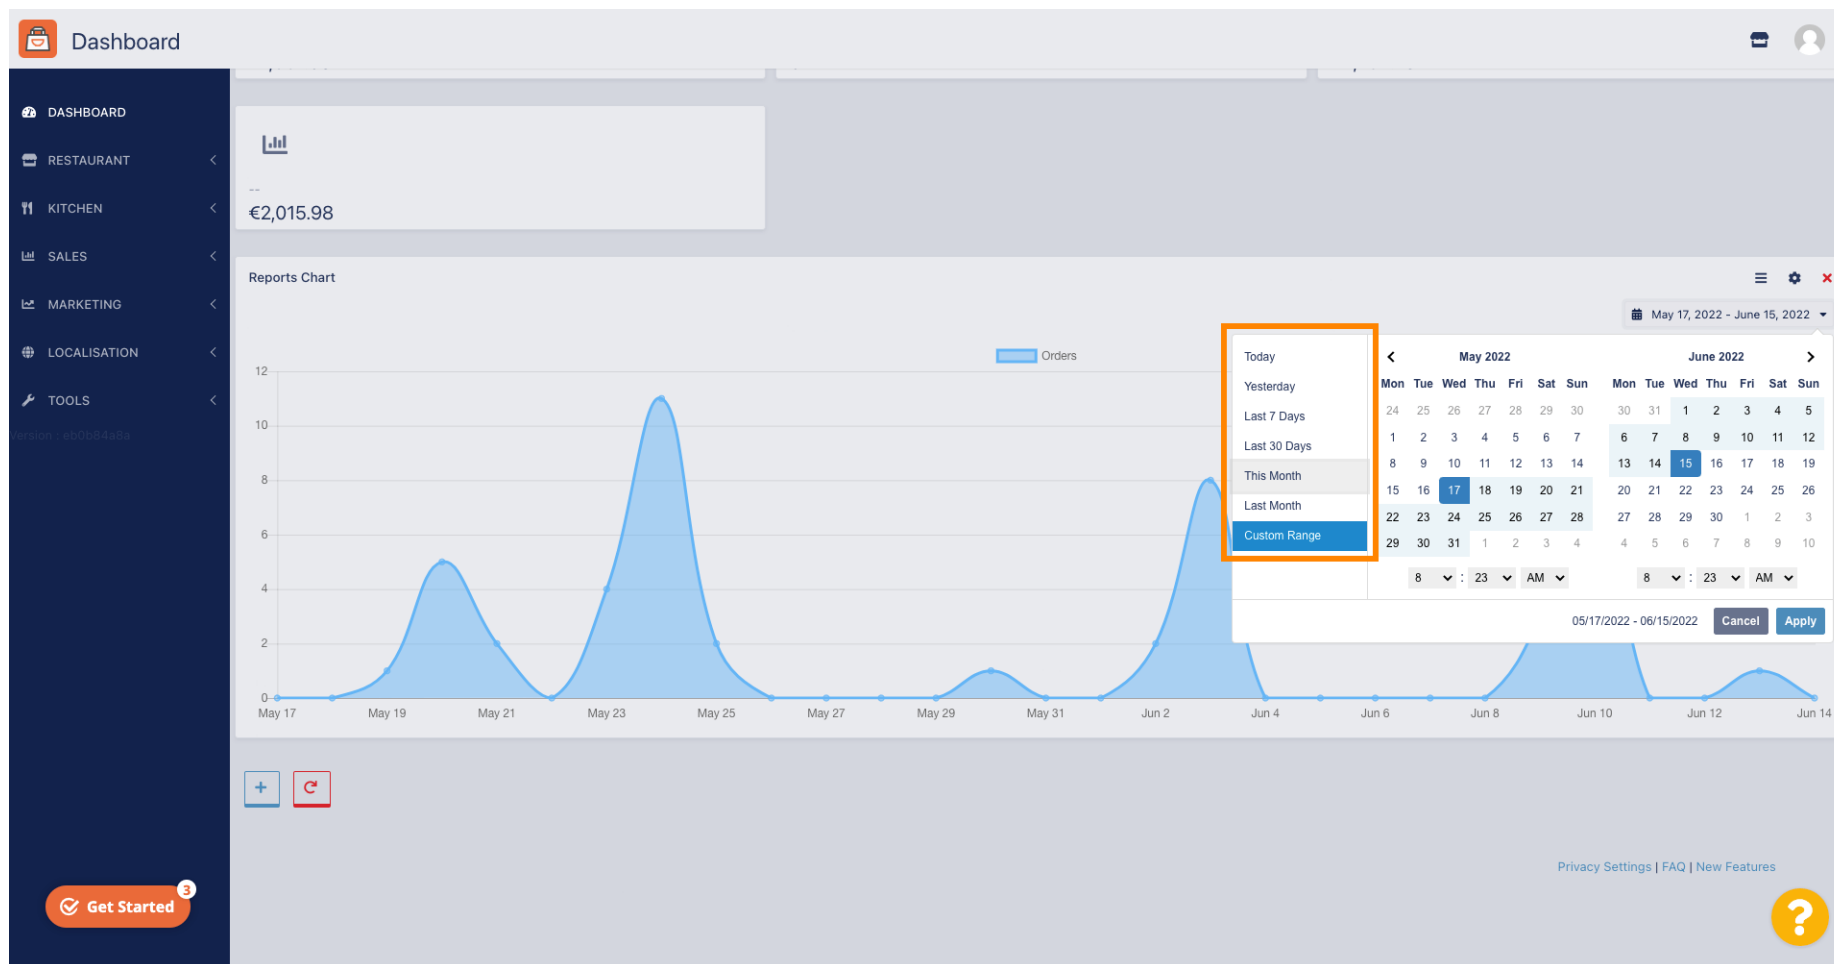 Dashboard
DASHBOARD
RESTAURANT
KITCHEN
SALES
MARKETING
LOCALISATION
TOOLS
Version : eb0b84a8a
Get Started
3
--
€2,015.98
Reports Chart
May 17, 2022 - June 15, 2022
Orders
12
10
8
6
4
2
0
May 17 May 19 May 21 May 23 May 25 May 27 May 29 May 31 Jun 2 Jun 4 Jun 6 Jun 8 Jun 10 Jun 12 Jun 14
Today
Yesterday
Last 7 Days
Last 30 Days
This Month
Last Month
Custom Range
May 2022
Mon Tue Wed Thu Fri Sat Sun
24 25 26 27 28 29 30
1 2 3 4 5 6 7
8 9 10 11 12 13 14
15 16 17 18 19 20 21
22 23 24 25 26 27 28
29 30 31 1 2 3 4
8 : 23 AM
June 2022
Mon Tue Wed Thu Fri Sat Sun
30 31 1 2 3 4 5
6 7 8 9 10 11 12
13 14 15 16 17 18 19
20 21 22 23 24 25 26
27 28 29 30 1 2 3
4 5 6 7 8 9 10
8 : 23 AM
05/17/2022 - 06/15/2022 Cancel Apply
Privacy Settings | FAQ | New Features
?